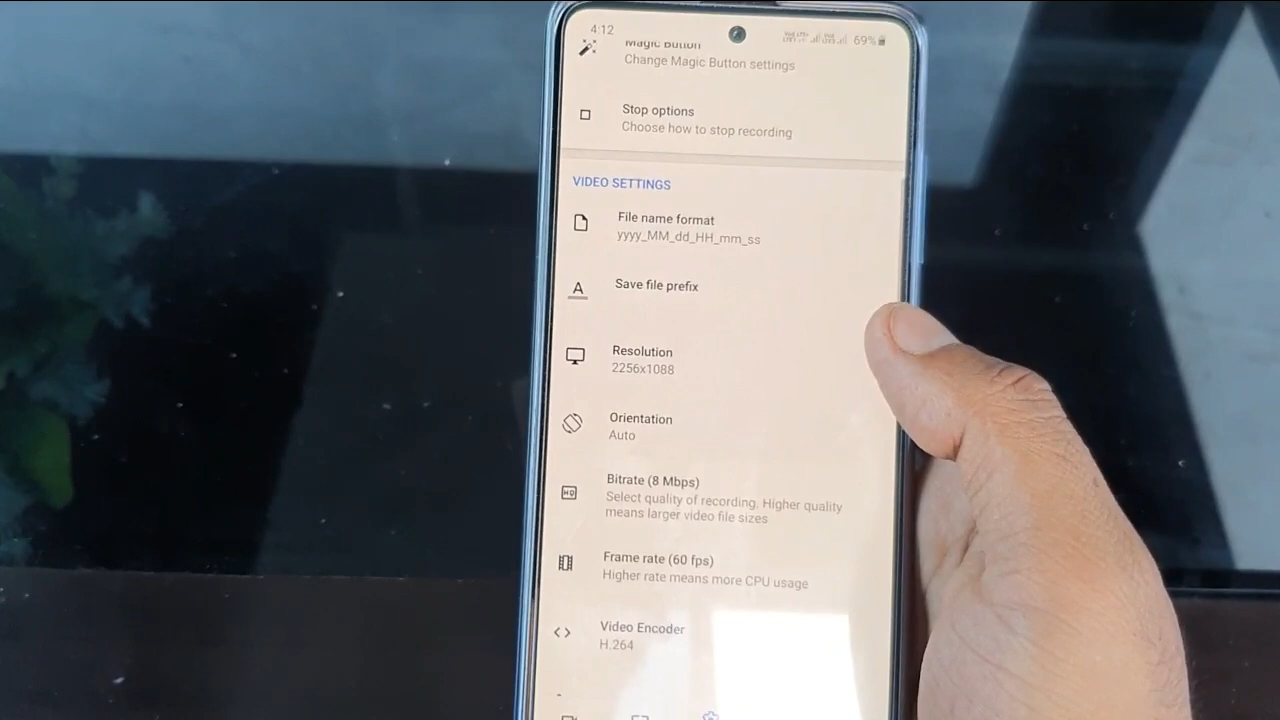 4:12
69%
Magic Button
Change Magic Button settings
Stop options
Choose how to stop recording
VIDEO SETTINGS
File name format
yyyy_MM_dd_HH_mm_ss
A
Save file prefix
Resolution
2256x1088
Orientation
Auto
HQ
Bitrate (8 Mbps)
Select quality of recording. Higher quality
means larger video file sizes
Frame rate (60 fps)
Higher rate means more CPU usage
Video Encoder
H.264